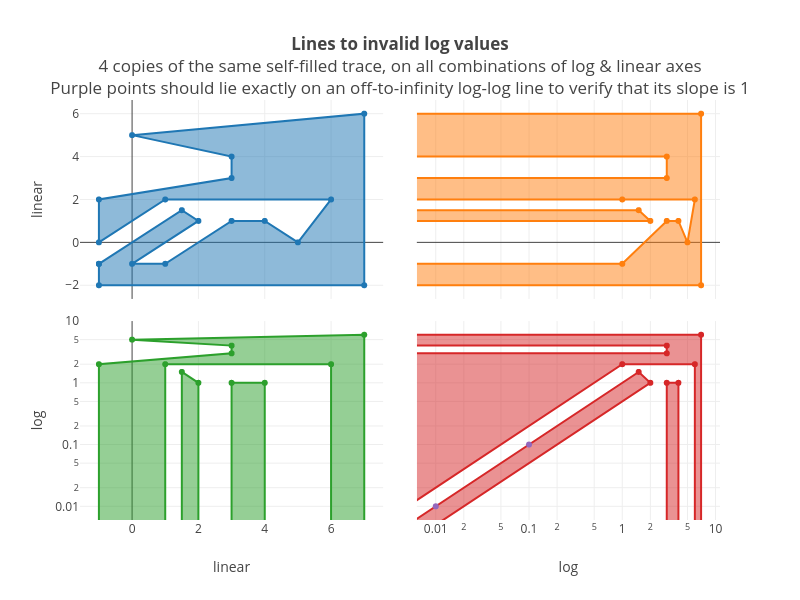 Lines to invalid log values
4 copies of the same self-filled trace, on all combinations of log & linear axes
Purple points should lie exactly on an off-to-infinity log-log line to verify that its slope is 1
6
4
2
0
−2
linear
10
5
2
1
5
2
0.1
5
2
0.01
log
0 2 4 6
linear
0.01 2 5 0.1 2 5 1 2 5 10
log